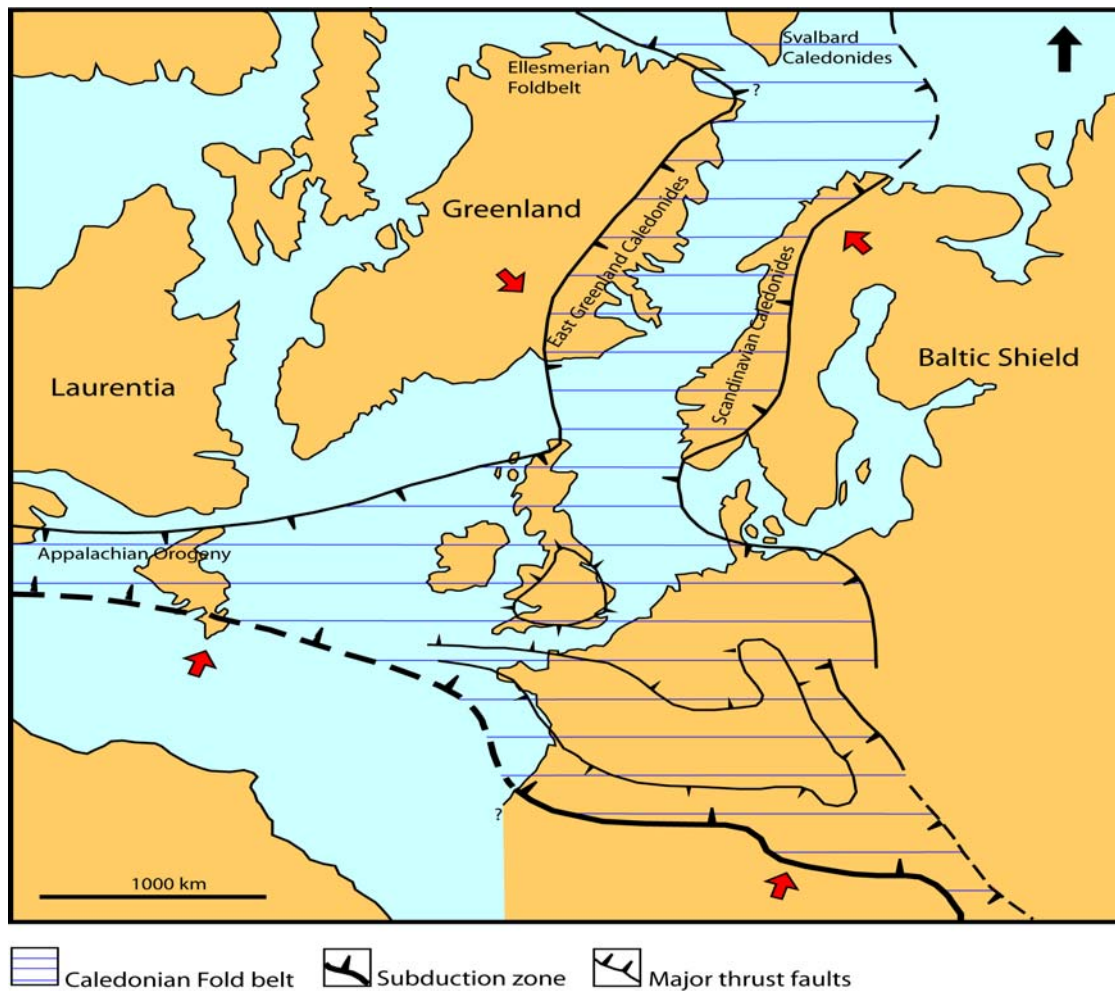 Svalbard
Caledonides
Ellesmerian
Foldbelt
?
Greenland
East Greenland Caledonides
Scandinavian Caledonides
Baltic Shield
Laurentia
Appalachian Orogeny
?
1000 km
Caledonian Fold belt
Subduction zone
Major thrust faults